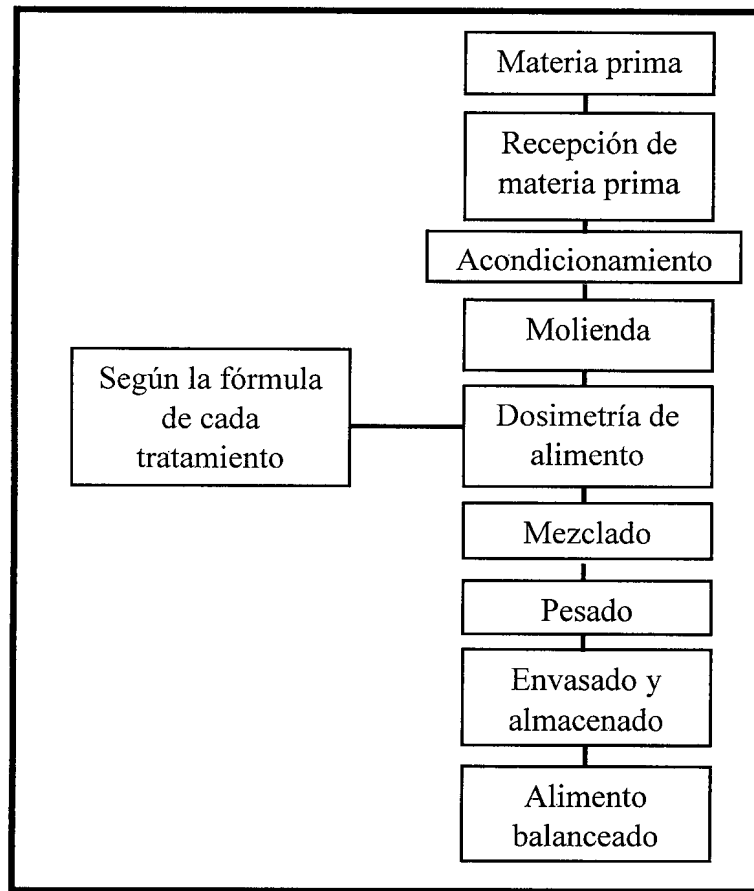 Materia prima
Recepción de
materia prima
Acondicionamiento
Molienda
Según la fórmula
de cada
tratamiento
Dosimetría de
alimento
Mezclado
Pesado
Envasado y
almacenado
Alimento
balanceado